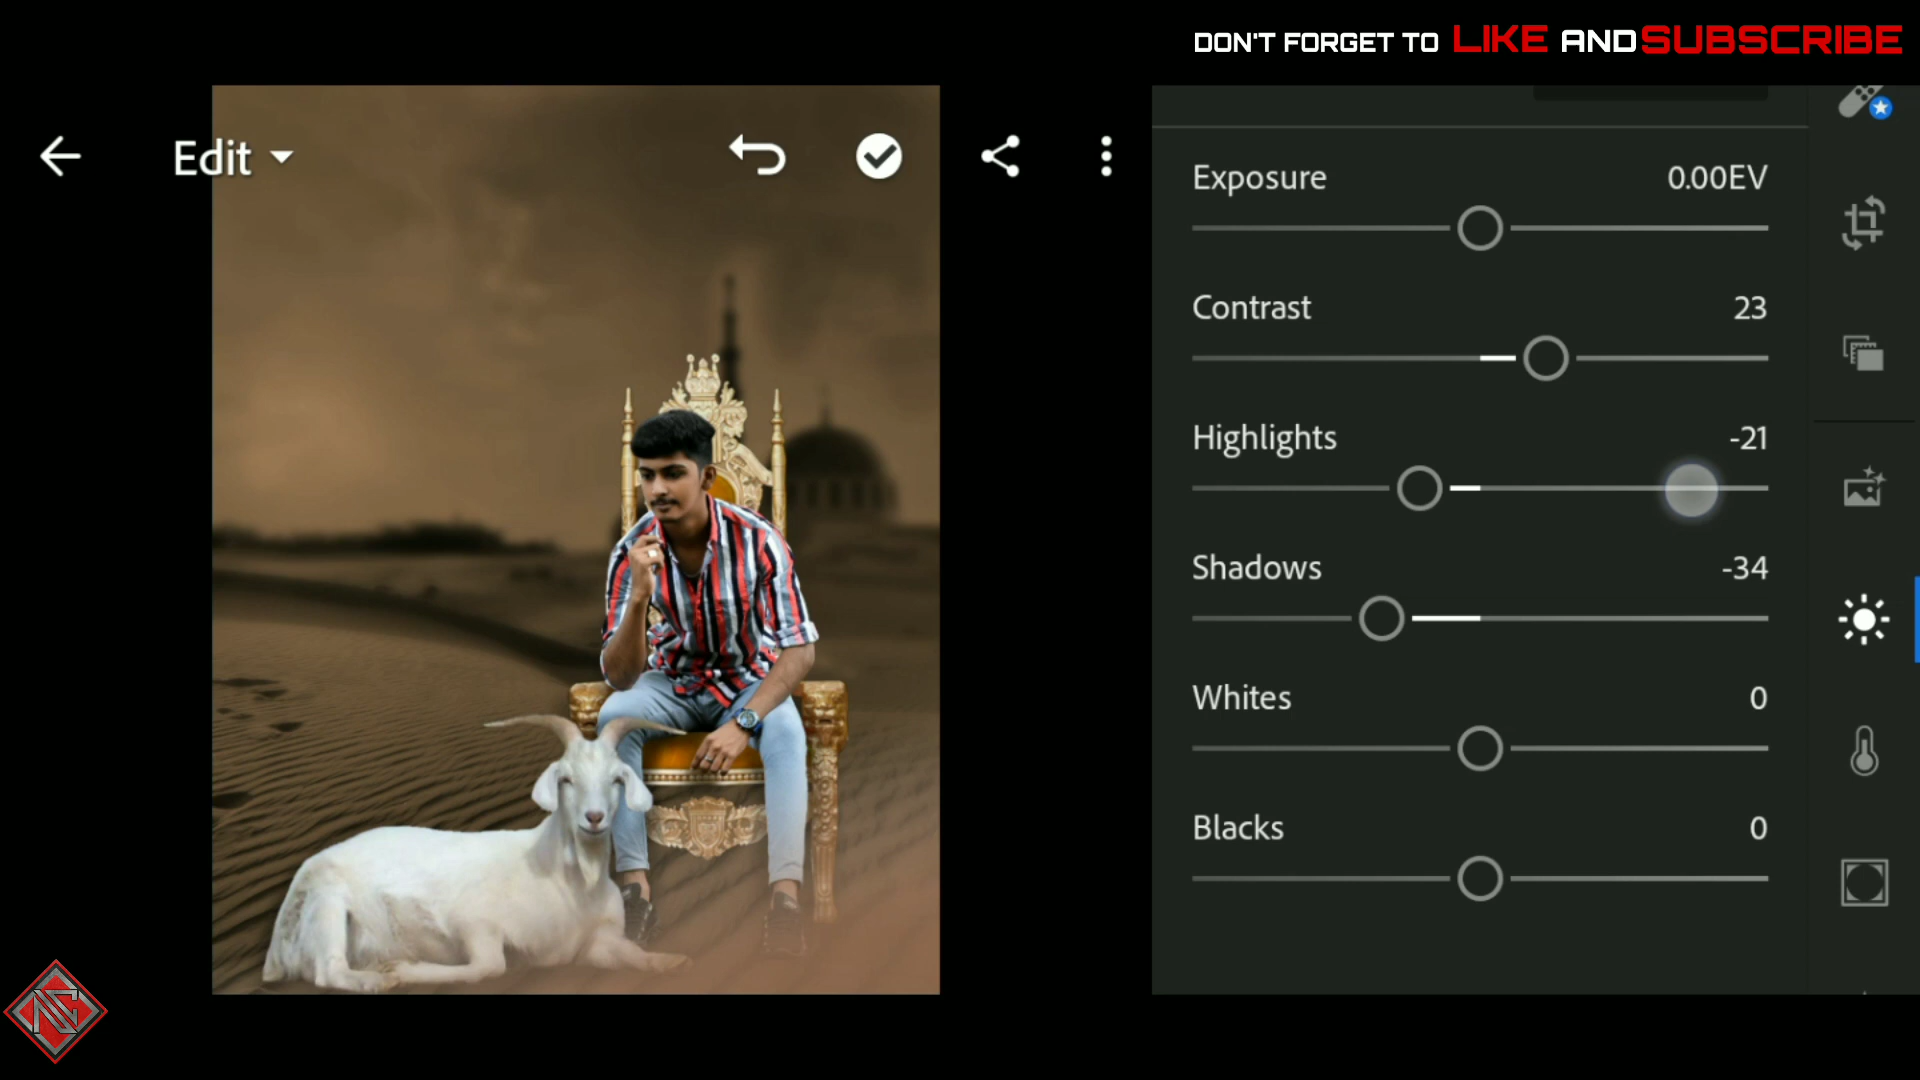 DON'T FORGET TO LIKE AND SUBSCRIBE
Edit
Exposure 0.00EV
Contrast 23
Highlights -21
Shadows -34
Whites 0
Blacks 0